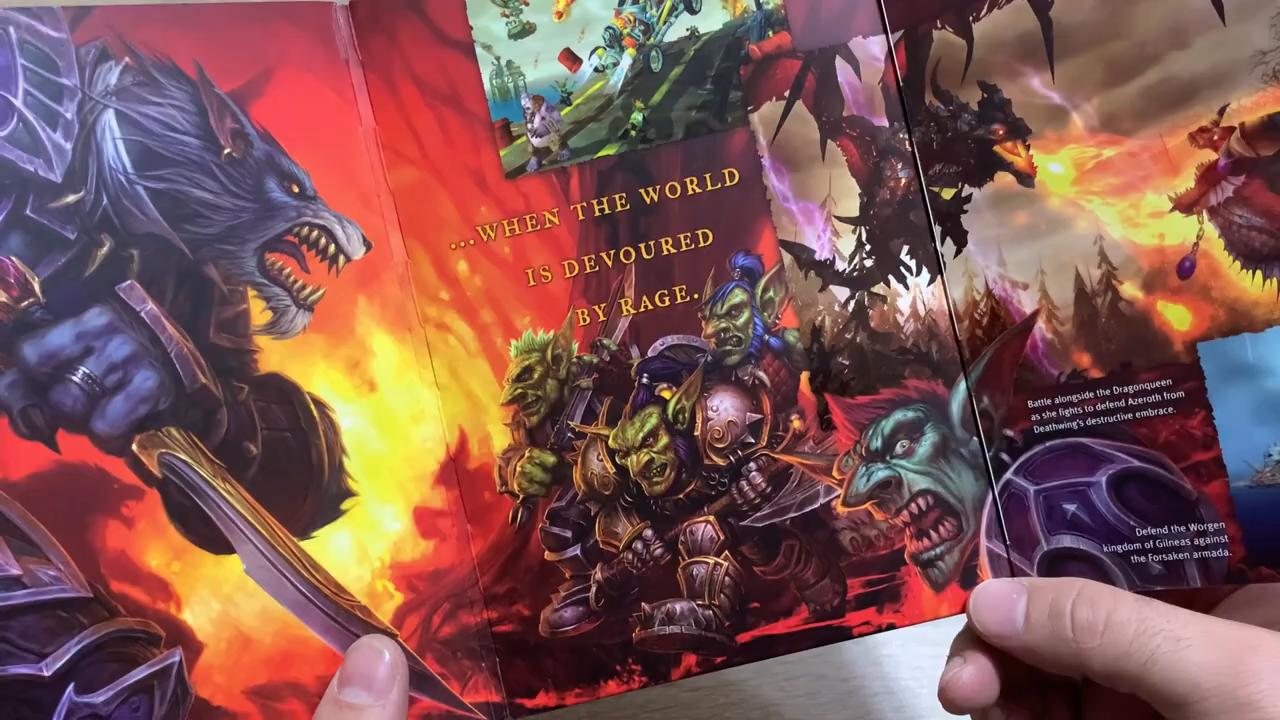 ...WHEN THE WORLD
IS DEVOURED
BY RAGE.
Battle alongside the Dragonqueen
as she fights to defend Azeroth from
Deathwing's destructive embrace.
Defend the Worgen
kingdom of Gilneas against
the Forsaken armada.